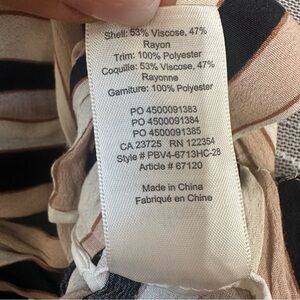 Shell: 53% Viscose, 47%
Rayon
Trim: 100% Polyester
Coquille: 53% Viscose, 47%
Rayonne
Garniture: 100% Polyester
PO 4500091383
PO 4500091384
PO 4500091385
CA 23725 RN 122354
Style # PBV4-6713HC-28
Article # 67120
Made in China
Fabriqué en Chine